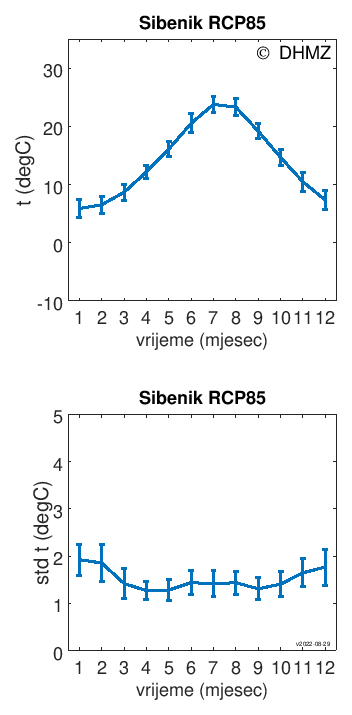 Sibenik RCP85
© DHMZ
30
20
10
0
-10
t (degC)
1 2 3 4 5 6 7 8 9 10 11 12
vrijeme (mjesec)
Sibenik RCP85
5
4
3
2
1
0
std t (degC)
v2022-08-29
1 2 3 4 5 6 7 8 9 10 11 12
vrijeme (mjesec)